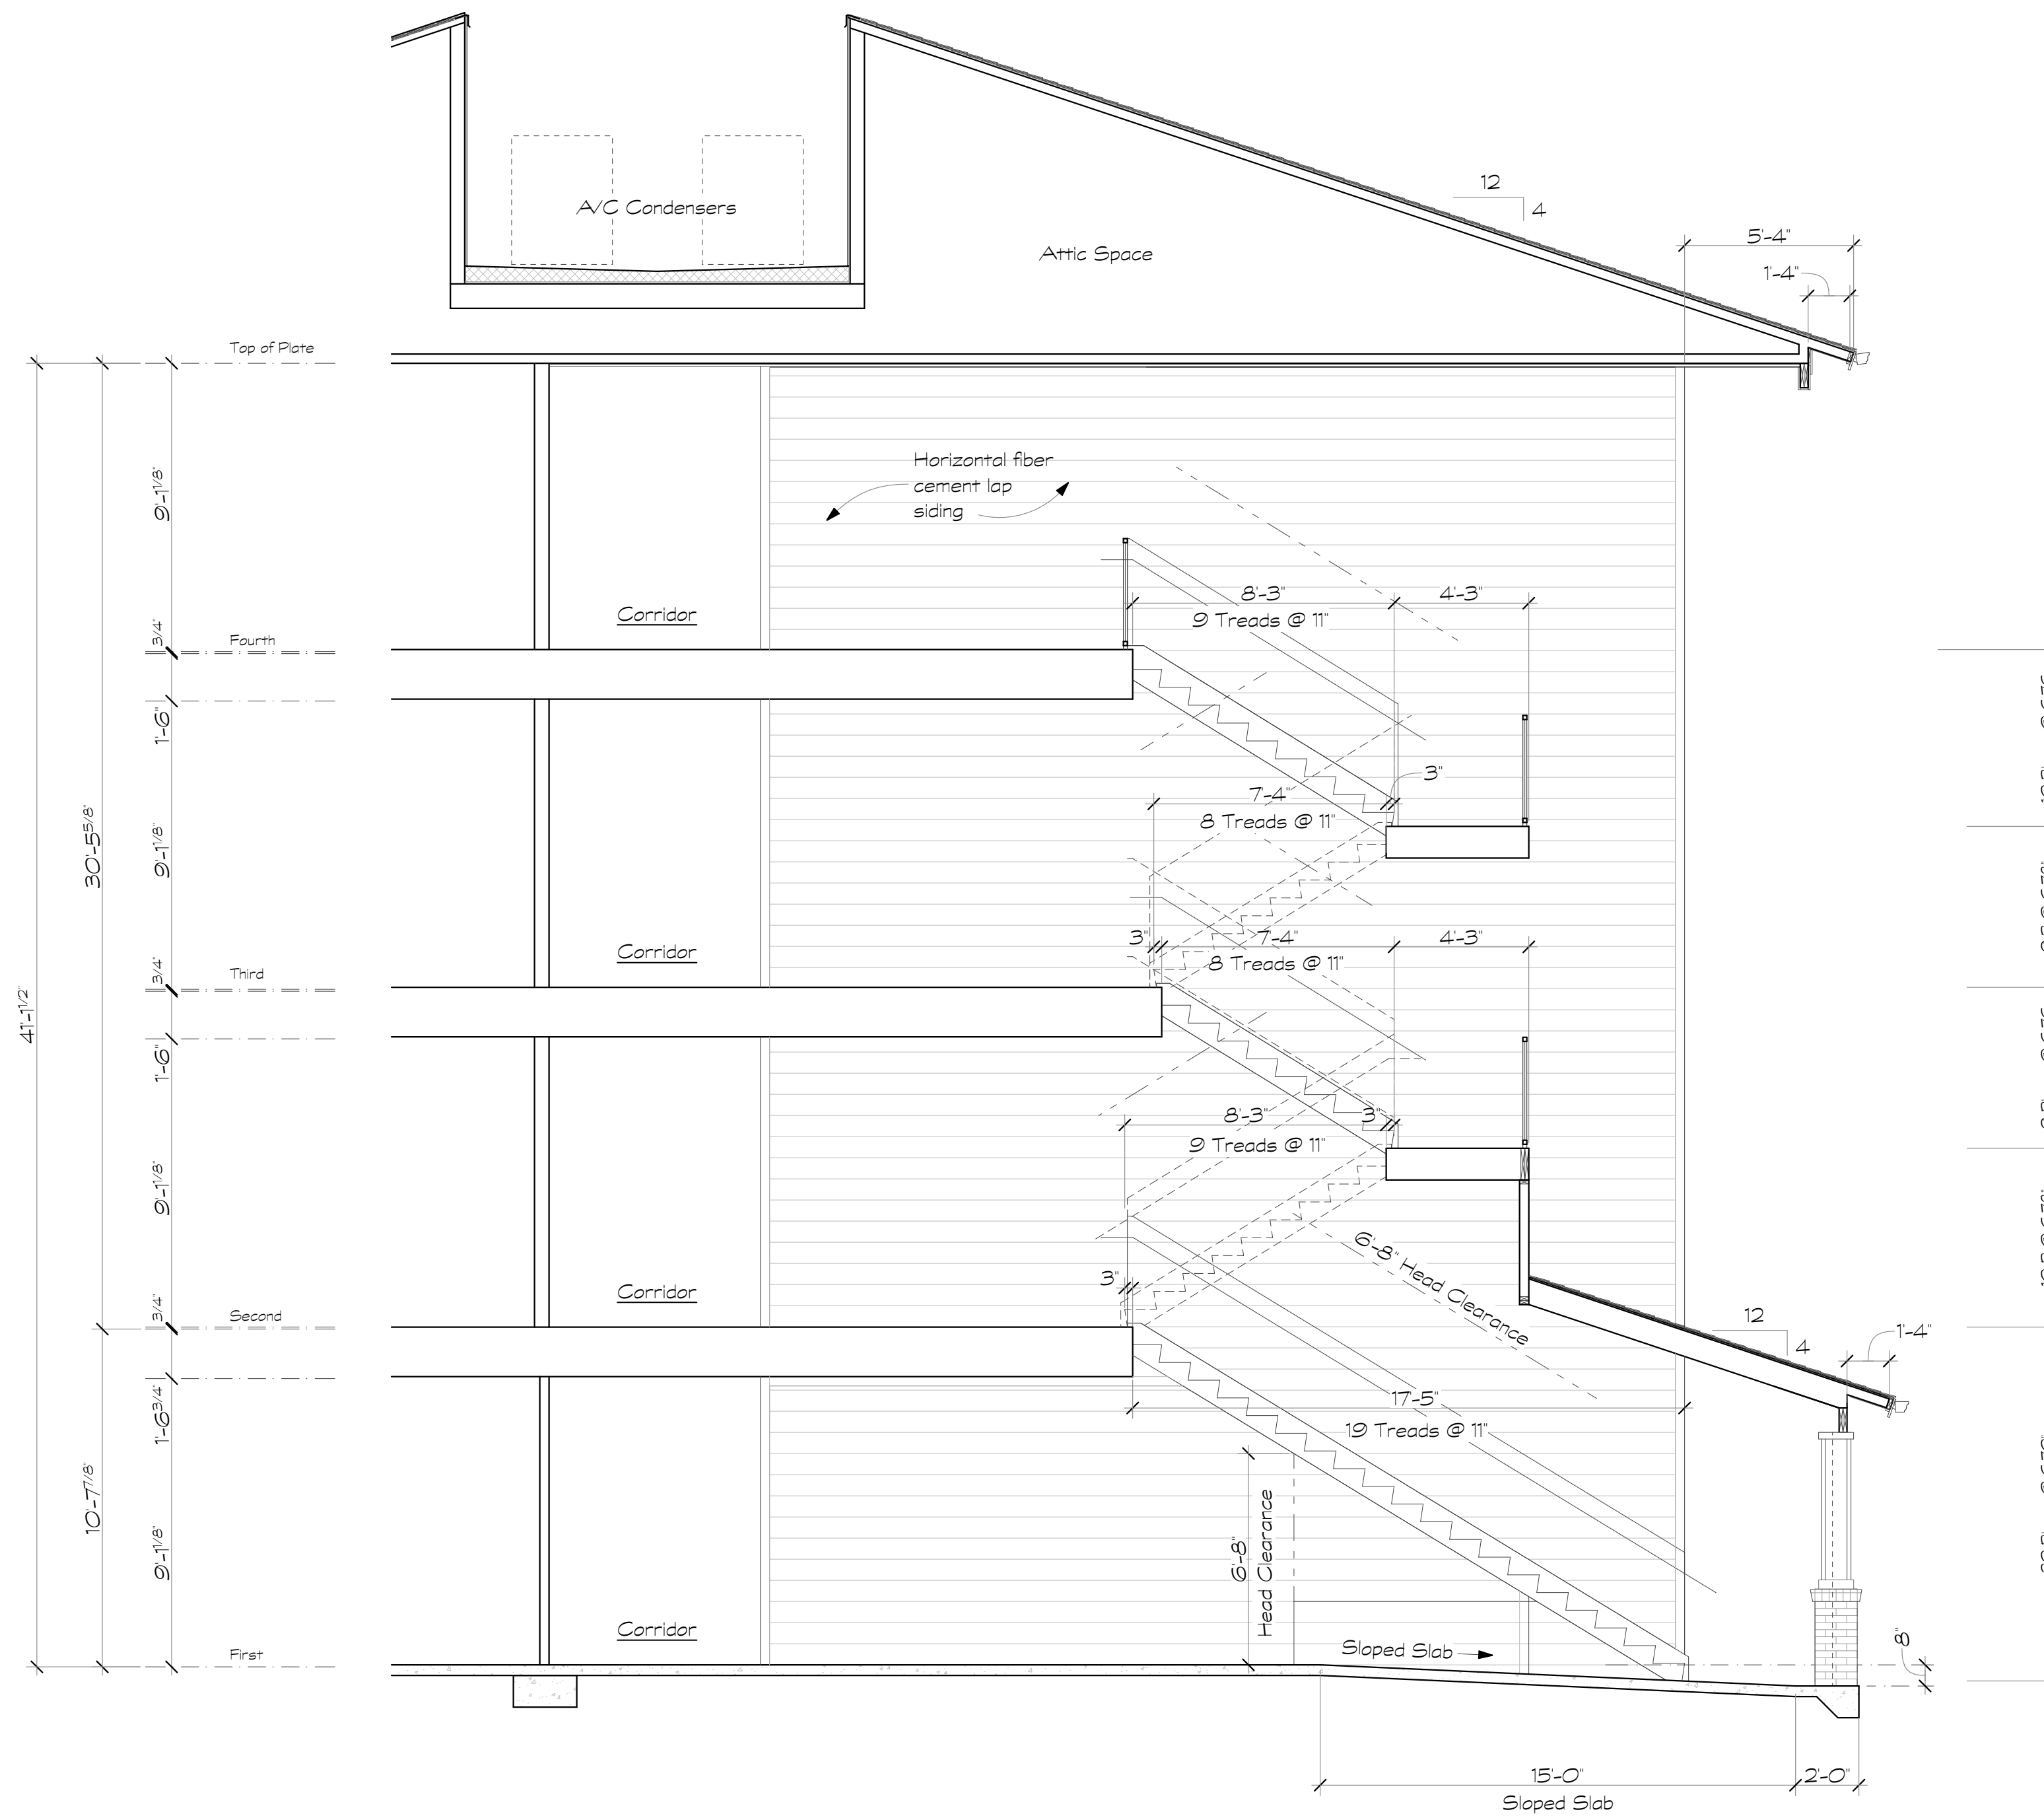 12
4
A/C Condensers
Attic Space
5'-4"
1'-4"
Top of Plate
9'-1 1/8"
Horizontal fiber
cement lap
siding
8'-3"
4'-3"
9 Treads @ 11"
Corridor
3/4"
Fourth
1'-6"
3"
7'-4"
8 Treads @ 11"
30'-5 5/8"
9'-1 1/8"
3"
7'-4"
4'-3"
8 Treads @ 11"
Corridor
3/4"
Third
41'-1 1/2"
1'-6"
8'-3"
3"
9 Treads @ 11"
9'-1 1/8"
6'-8" Head Clearance
3"
Corridor
3/4"
Second
12
4
1'-4"
17'-5"
19 Treads @ 11"
1'-6 3/4"
10'-7 7/8"
9'-1 1/8"
6'-8"
Head Clearance
Corridor
Sloped Slab
First
8"
15'-0"
2'-0"
Sloped Slab